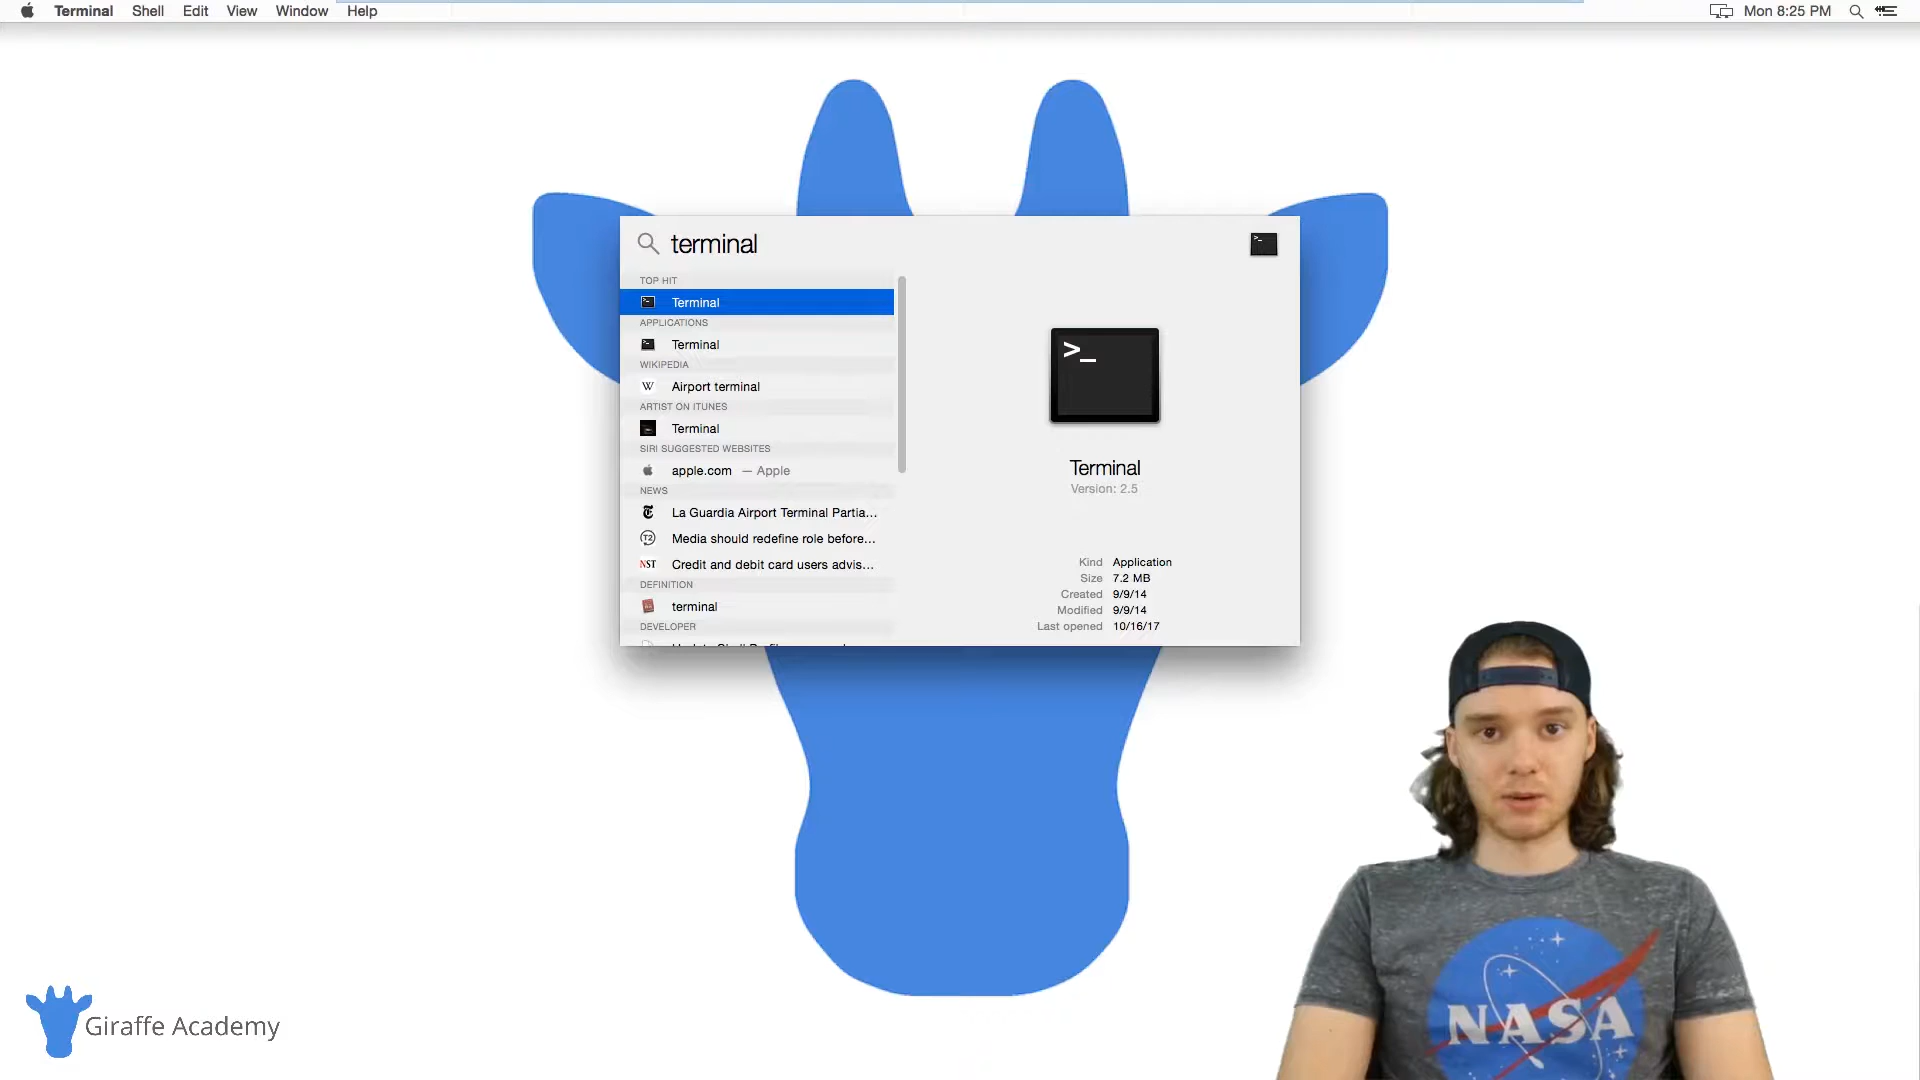 Terminal Shell Edit View Window Help
Mon 8:25 PM
terminal
TOP HIT
Terminal
APPLICATIONS
Terminal
WIKIPEDIA
W Airport terminal
ARTIST ON ITUNES
Terminal
SIRI SUGGESTED WEBSITES
apple.com — Apple
NEWS
La Guardia Airport Terminal Partia...
T2 Media should redefine role before...
NST Credit and debit card users advis...
DEFINITION
terminal
DEVELOPER
>_
Terminal
Version: 2.5
Kind Application
Size 7.2 MB
Created 9/9/14
Modified 9/9/14
Last opened 10/16/17
NASA
Giraffe Academy